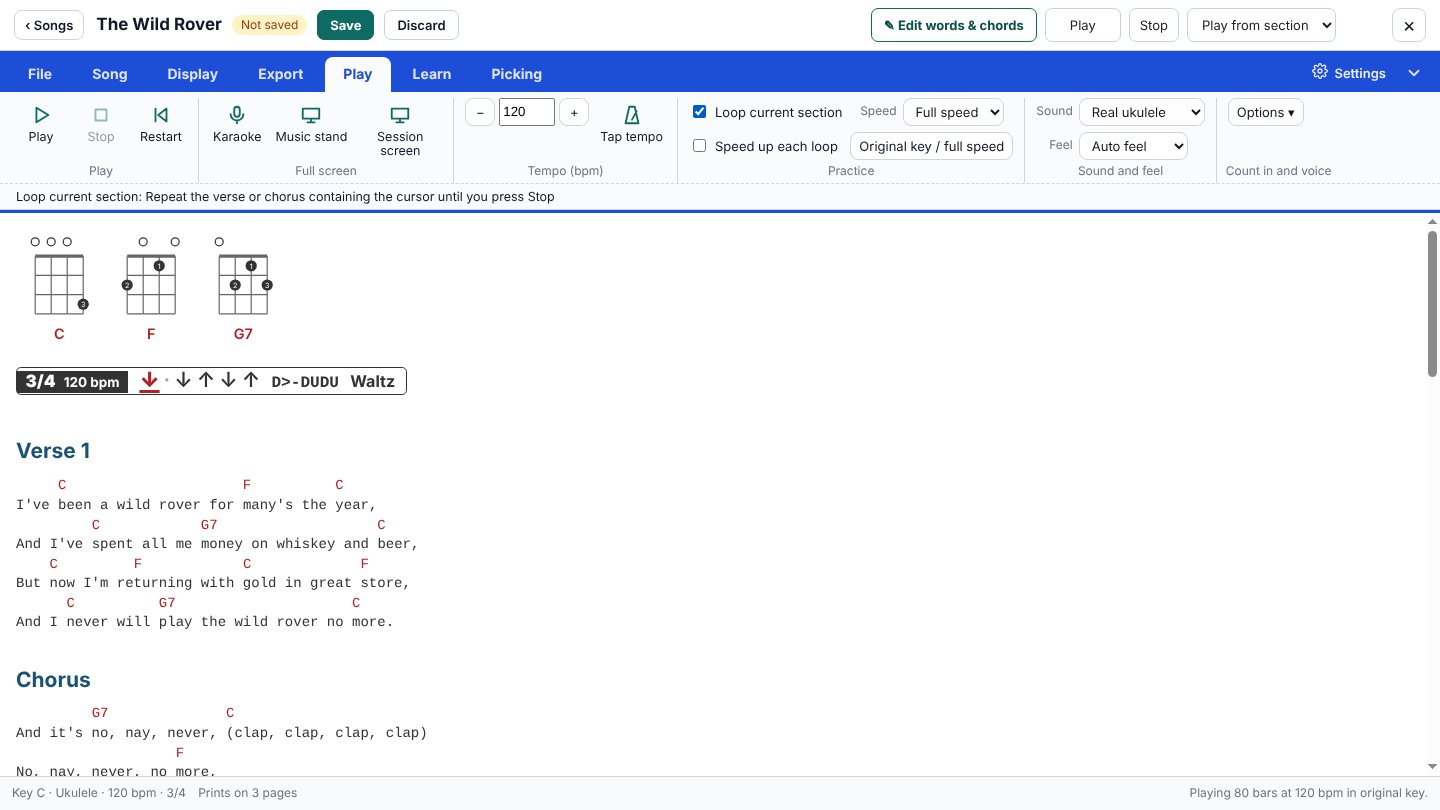 ‹ Songs The Wild Rover Not saved Save Discard ✎ Edit words & chords Play Stop Play from section ×
File Song Display Export Play Learn Picking Settings
Play Stop Restart Karaoke Music stand Session screen − 120 + Tap tempo Loop current section Speed Full speed Sound Real ukulele Options ▾
Speed up each loop Original key / full speed Feel Auto feel
Play Full screen Tempo (bpm) Practice Sound and feel Count in and voice
Loop current section: Repeat the verse or chorus containing the cursor until you press Stop
3 2 1 2 1 3
C F G7
3/4 120 bpm D>-DUDU Waltz
Verse 1
C F C
I've been a wild rover for many's the year,
C G7 C
And I've spent all me money on whiskey and beer,
C F C F
But now I'm returning with gold in great store,
C G7 C
And I never will play the wild rover no more.
Chorus
G7 C
And it's no, nay, never, (clap, clap, clap, clap)
F
No, nay, never, no more,
Key C · Ukulele · 120 bpm · 3/4 Prints on 3 pages Playing 80 bars at 120 bpm in original key.